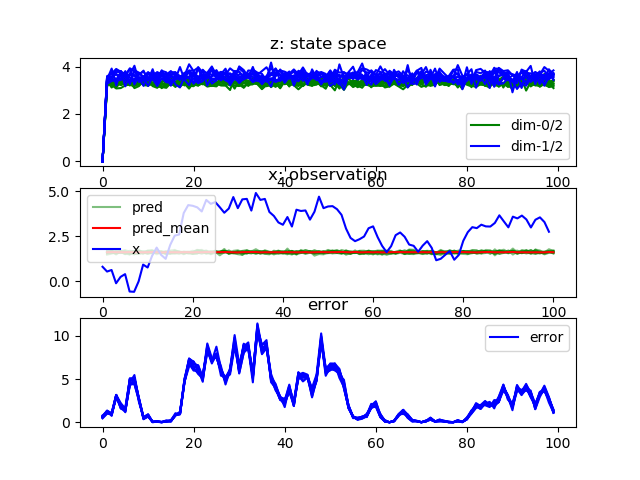 z: state space
4
2
0
dim-0/2
dim-1/2
0 20 40 60 80 100
x: observation
5.0
2.5
0.0
pred
pred_mean
x
0 20 40 60 80 100
error
10
5
0
error
0 20 40 60 80 100